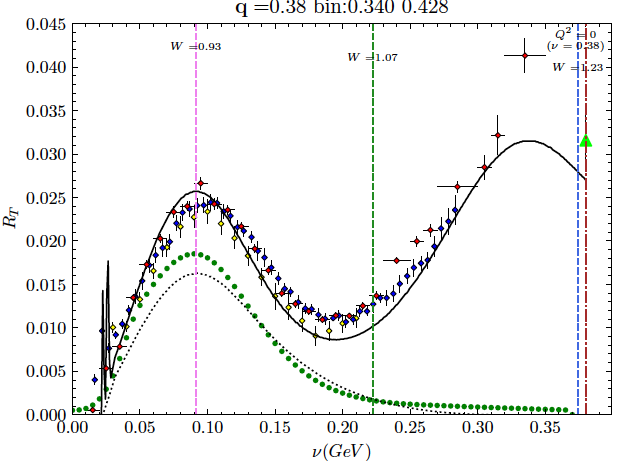 q =0.38 bin:0.340 0.428
0.045
0.040
0.035
0.030
0.025
0.020
0.015
0.010
0.005
0.000
R_T
W =0.93
W =1.07
Q² = 0
(ν = 0.38)
W =1.23
0.00 0.05 0.10 0.15 0.20 0.25 0.30 0.35
ν(GeV)